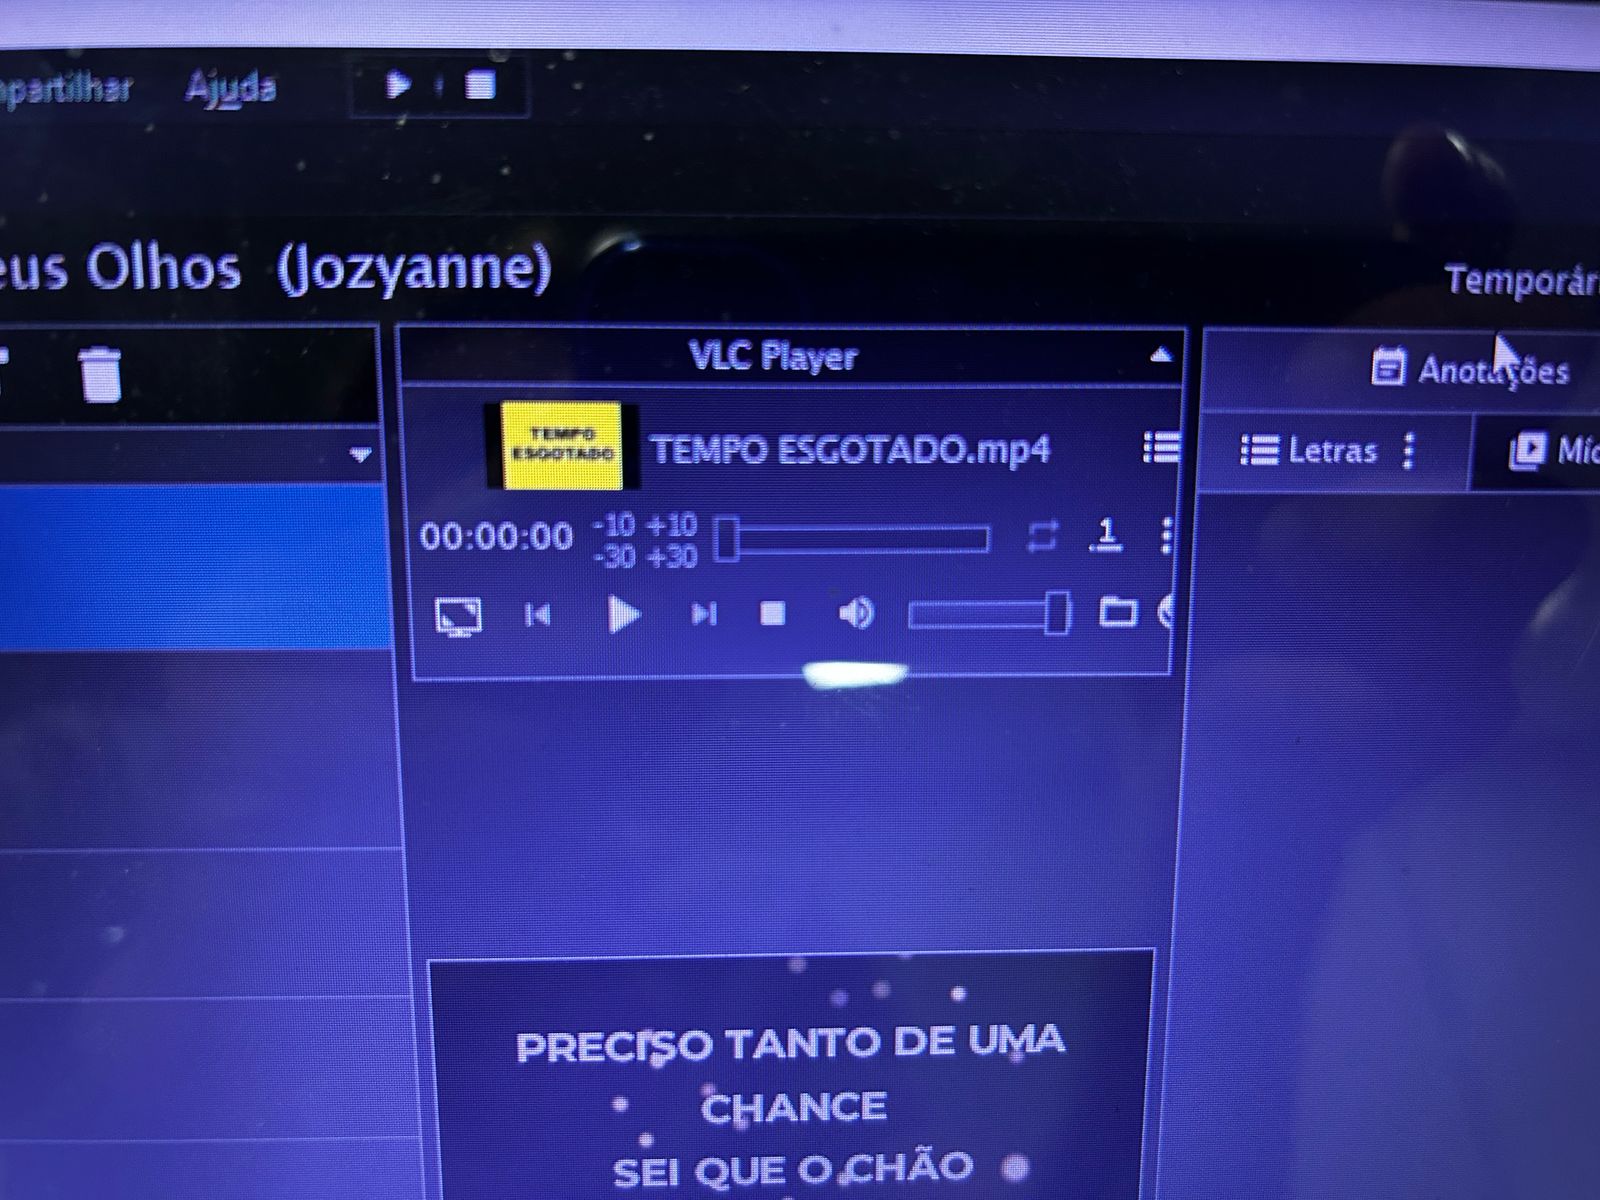 mpartilhar Ajuda
eus Olhos (Jozyanne)
Temporár
VLC Player
Anotações
TEMPO
ESGOTADO
TEMPO ESGOTADO.mp4
Letras
Míd
00:00:00
-10 +10
-30 +30
1
PRECISO TANTO DE UMA
CHANCE
SEI QUE O CHÃO